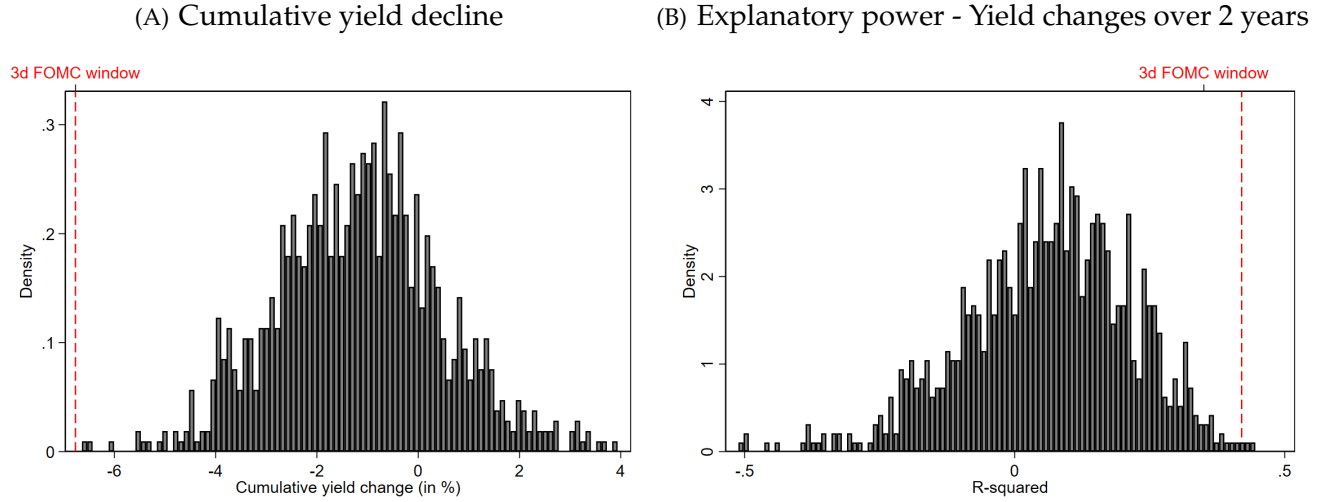 (A) Cumulative yield decline
3d FOMC window
.3
.2
.1
0
Density
-6 -4 -2 0 2 4
Cumulative yield change (in %)
(B) Explanatory power - Yield changes over 2 years
3d FOMC window
4
3
2
1
0
Density
-.5 0 .5
R-squared